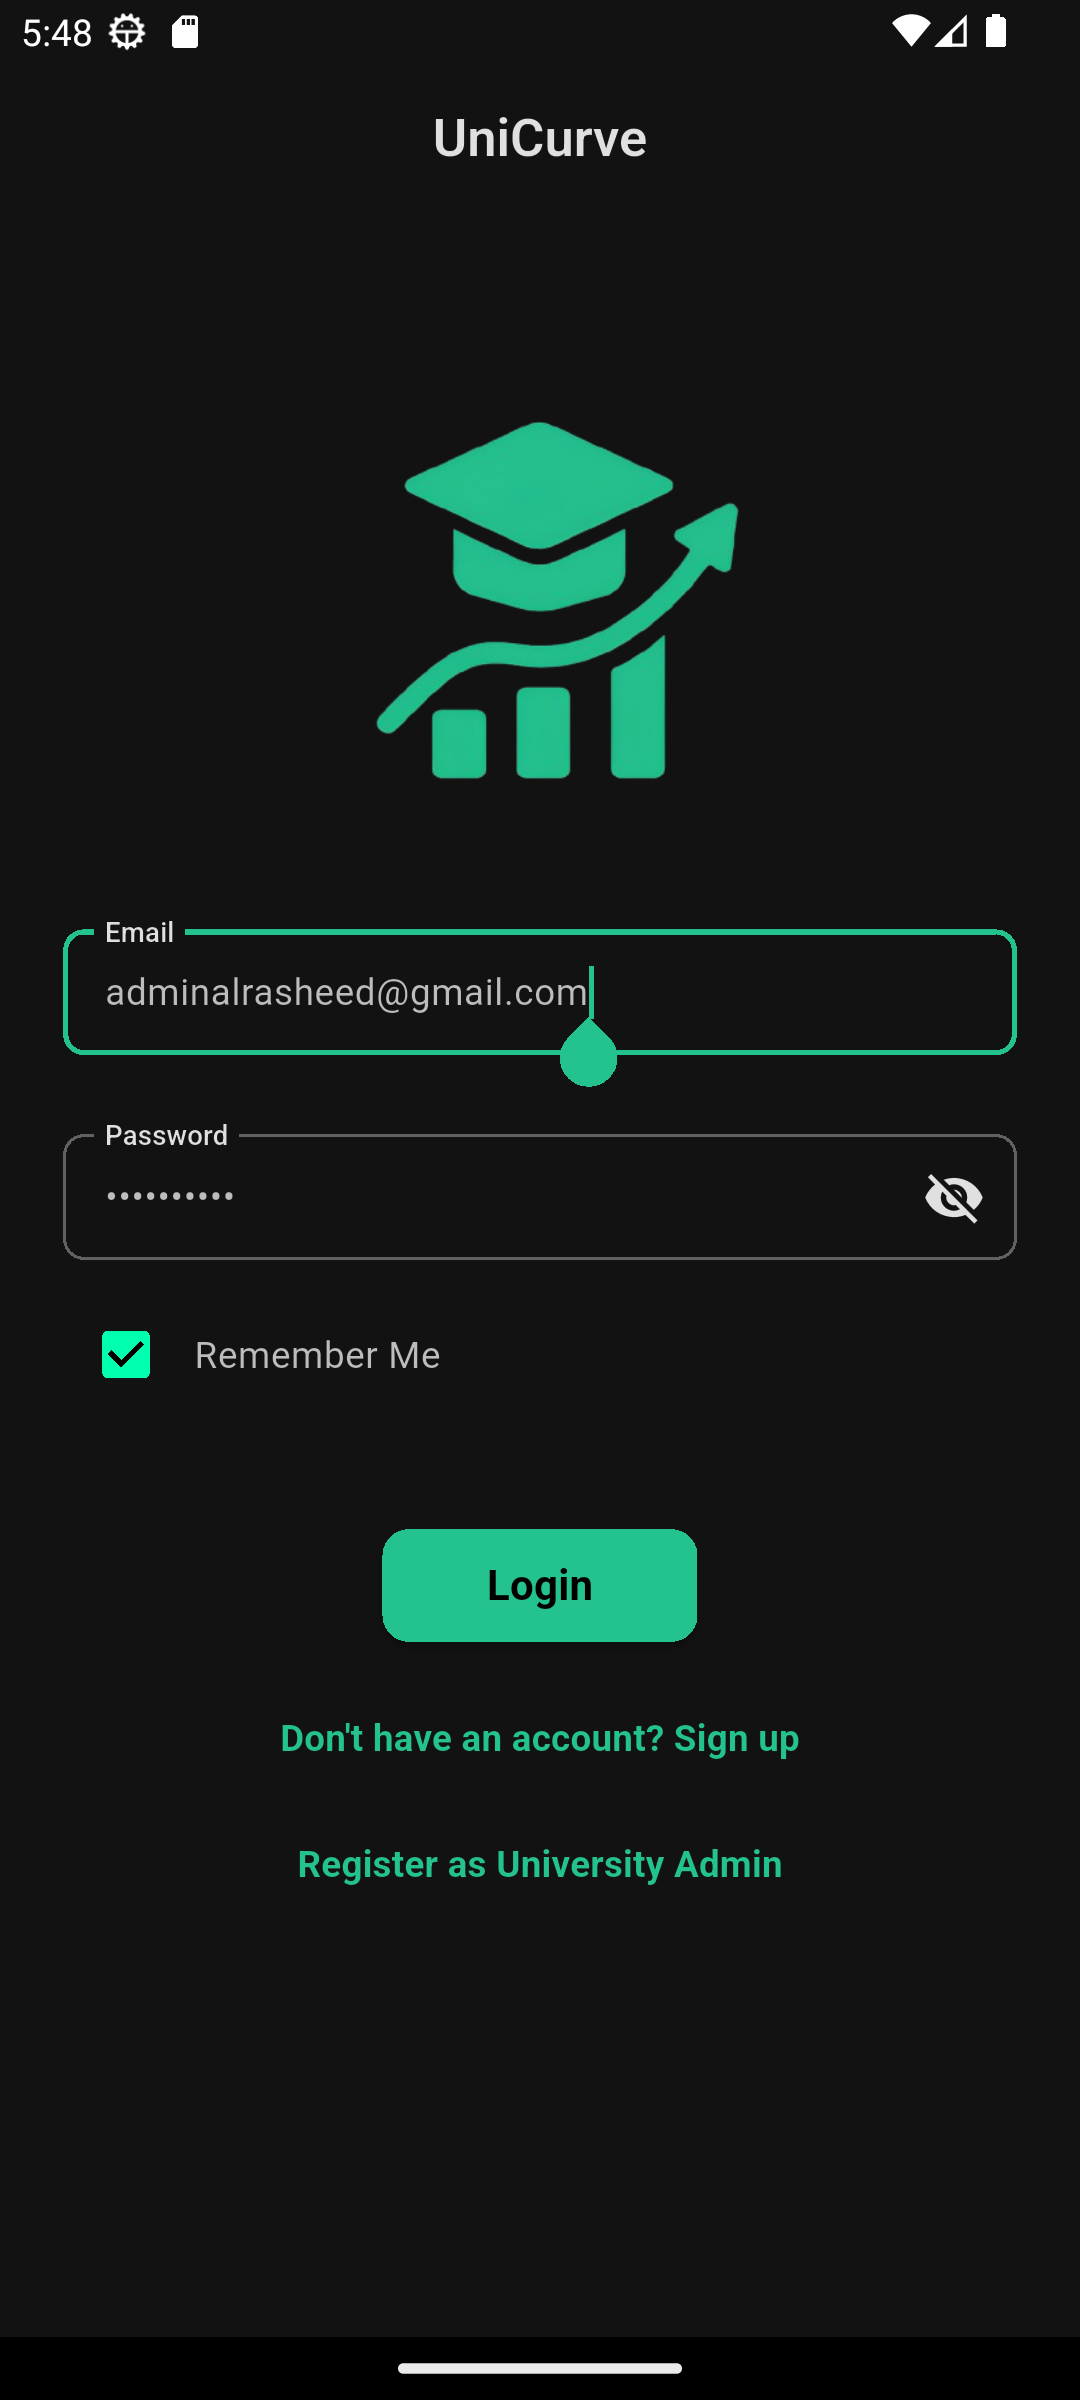 5:48
UniCurve
Email
adminalrasheed@gmail.com
Password
••••••••••
Remember Me
Login
Don't have an account? Sign up
Register as University Admin